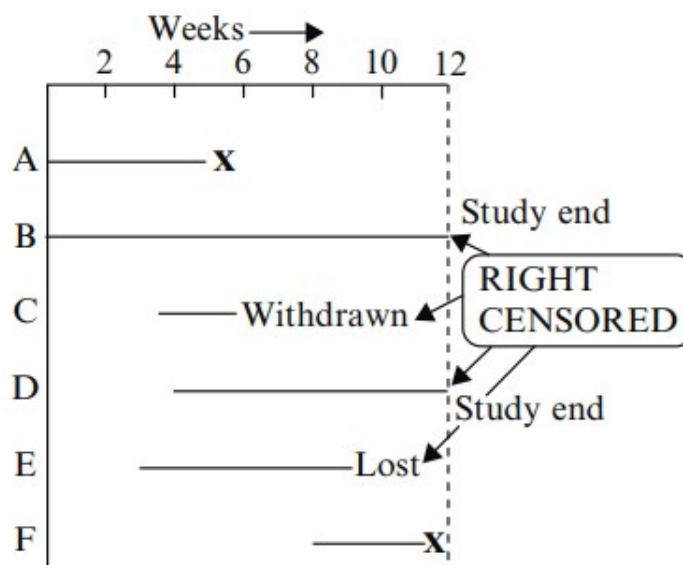 Weeks
2 4 6 8 10 12
A X
Study end
B
RIGHT
CENSORED
C Withdrawn
D
Study end
E Lost
F X